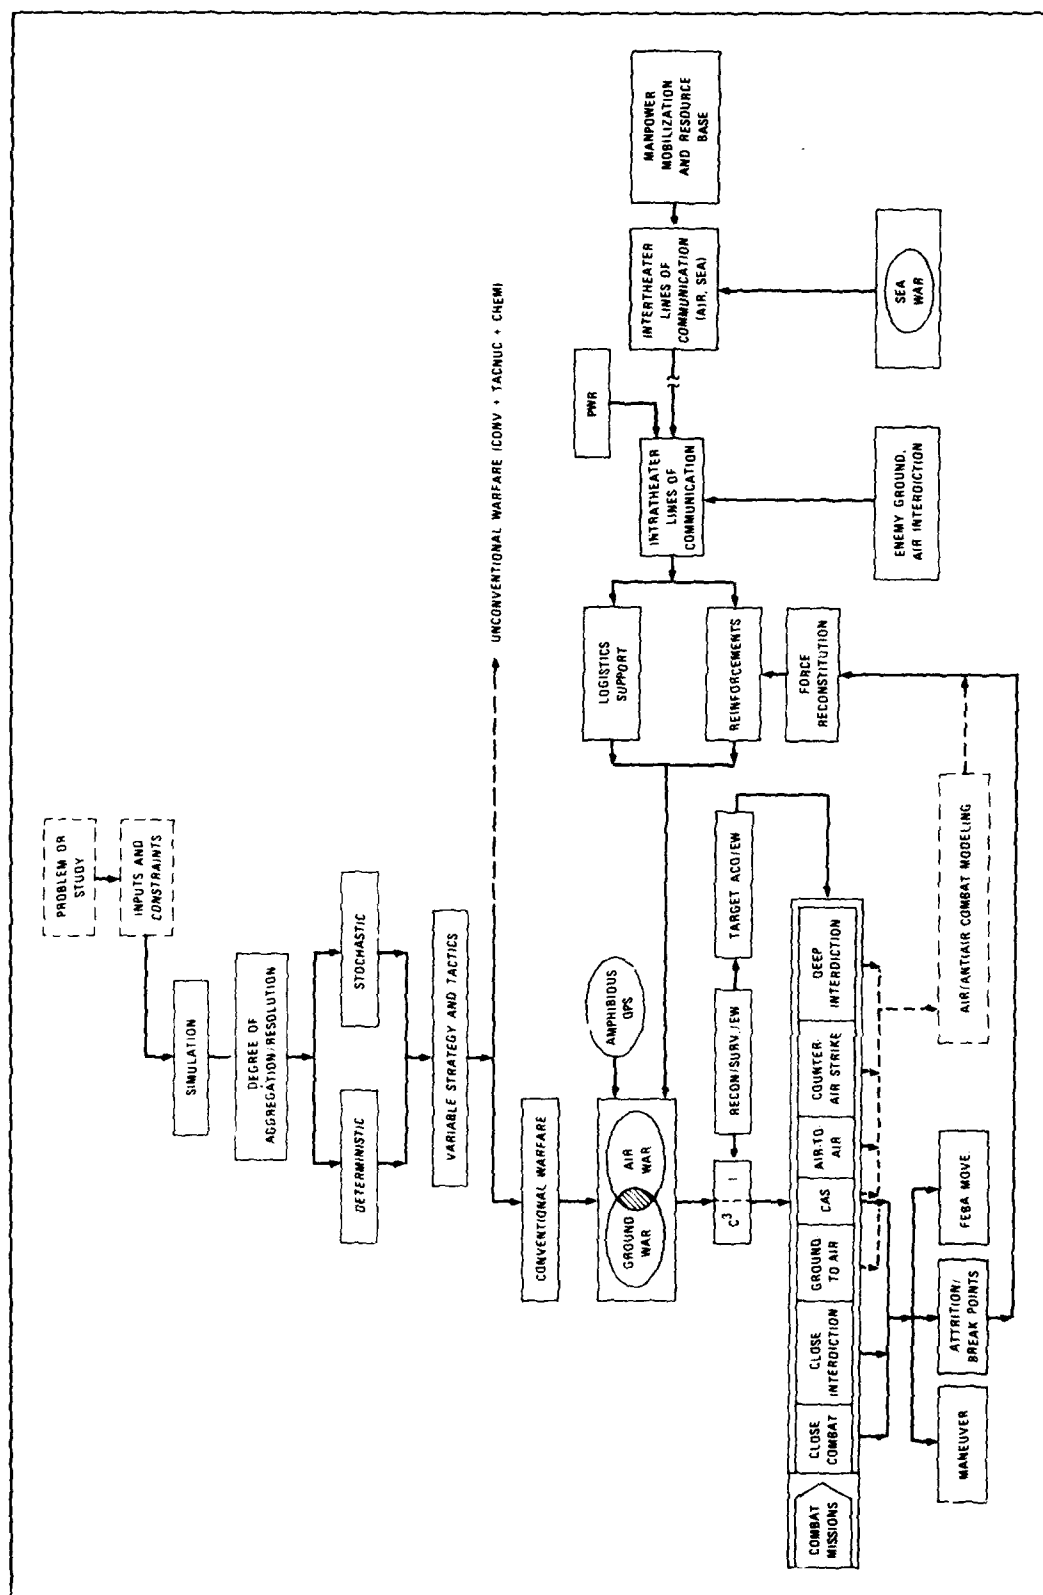 PROBLEM OR
STUDY
INPUTS AND
CONSTRAINTS
SIMULATION
DEGREE OF
AGGREGATION/RESOLUTION
DETERMINISTIC
STOCHASTIC
VARIABLE STRATEGY AND TACTICS
UNCONVENTIONAL WARFARE (CONV + TACNUC + CHEM)
CONVENTIONAL WARFARE
AMPHIBIOUS
OPS
GROUND
WAR
AIR
WAR
LOGISTICS
SUPPORT
REINFORCEMENTS
FORCE
RECONSTITUTION
PWR
INTRATHEATER
LINES OF
COMMUNICATION
INTERTHEATER
LINES OF
COMMUNICATION
(AIR, SEA)
MANPOWER
MOBILIZATION
AND RESOURCE
BASE
ENEMY GROUND,
AIR INTERDICTION
SEA
WAR
C3 I
RECON/SURV./EW
TARGET ACQ/EW
COMBAT
MISSIONS
CLOSE
COMBAT
CLOSE
INTERDICTION
GROUND
TO AIR
CAS
AIR-TO-
AIR
COUNTER-
AIR STRIKE
DEEP
INTERDICTION
MANEUVER
ATTRITION/
BREAK POINTS
FEBA MOVE
AIR/ANTIAIR COMBAT MODELING